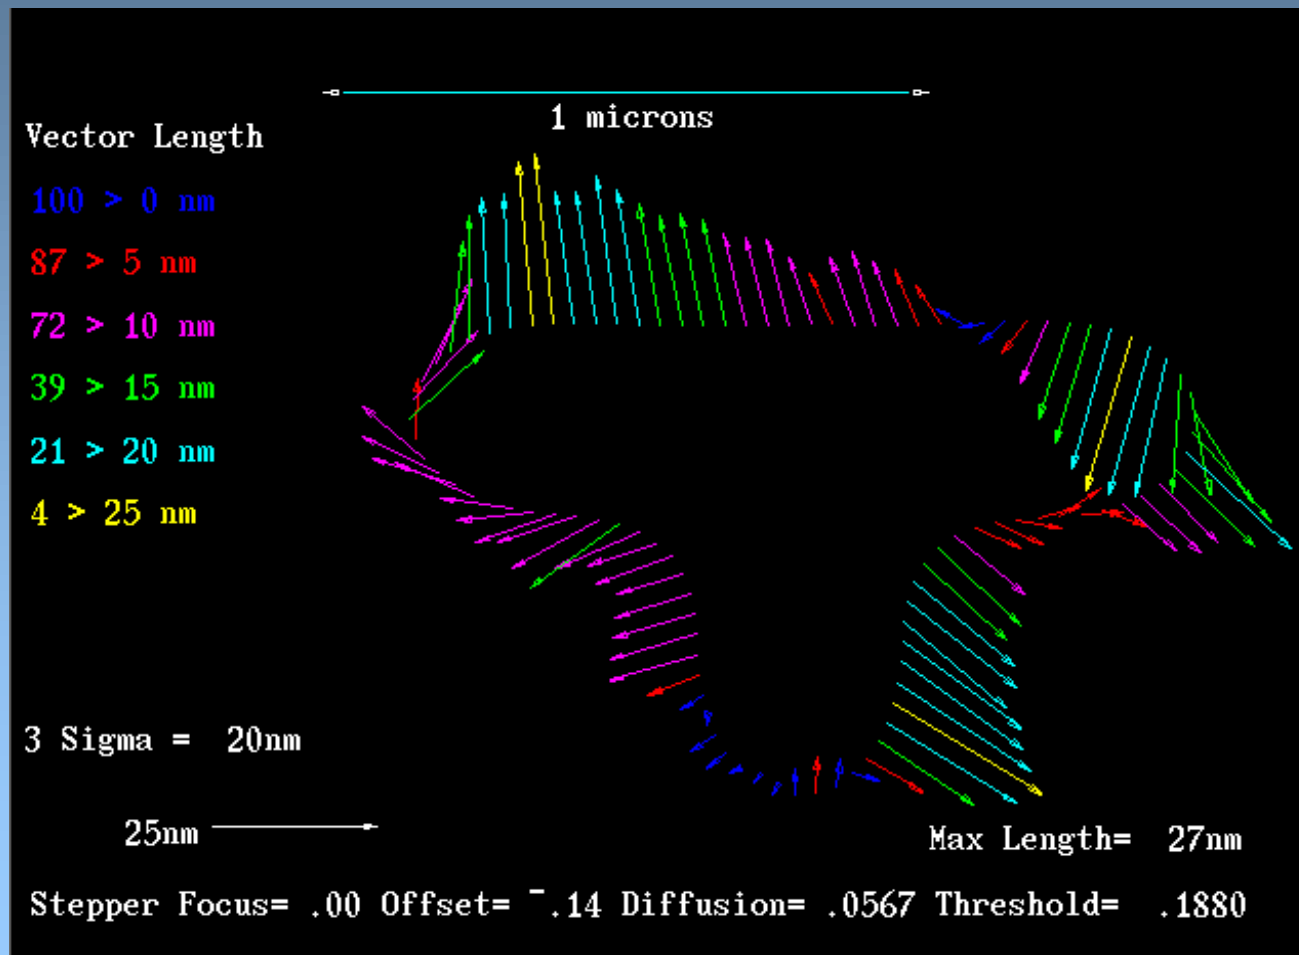 1 microns
Vector Length
100 > 0 nm
87 > 5 nm
72 > 10 nm
39 > 15 nm
21 > 20 nm
4 > 25 nm
3 Sigma = 20nm
25nm
Max Length= 27nm
Stepper Focus= .00 Offset= ¯.14 Diffusion= .0567 Threshold= .1880